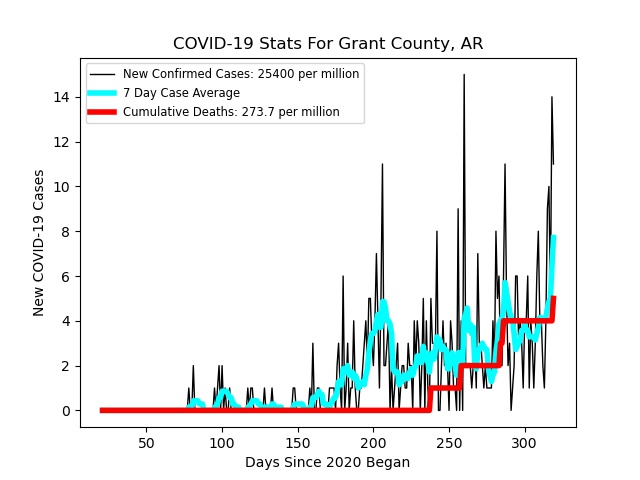 COVID-19 Stats For Grant County, AR
New Confirmed Cases: 25400 per million
7 Day Case Average
Cumulative Deaths: 273.7 per million
New COVID-19 Cases
14
12
10
8
6
4
2
0
50 100 150 200 250 300
Days Since 2020 Began